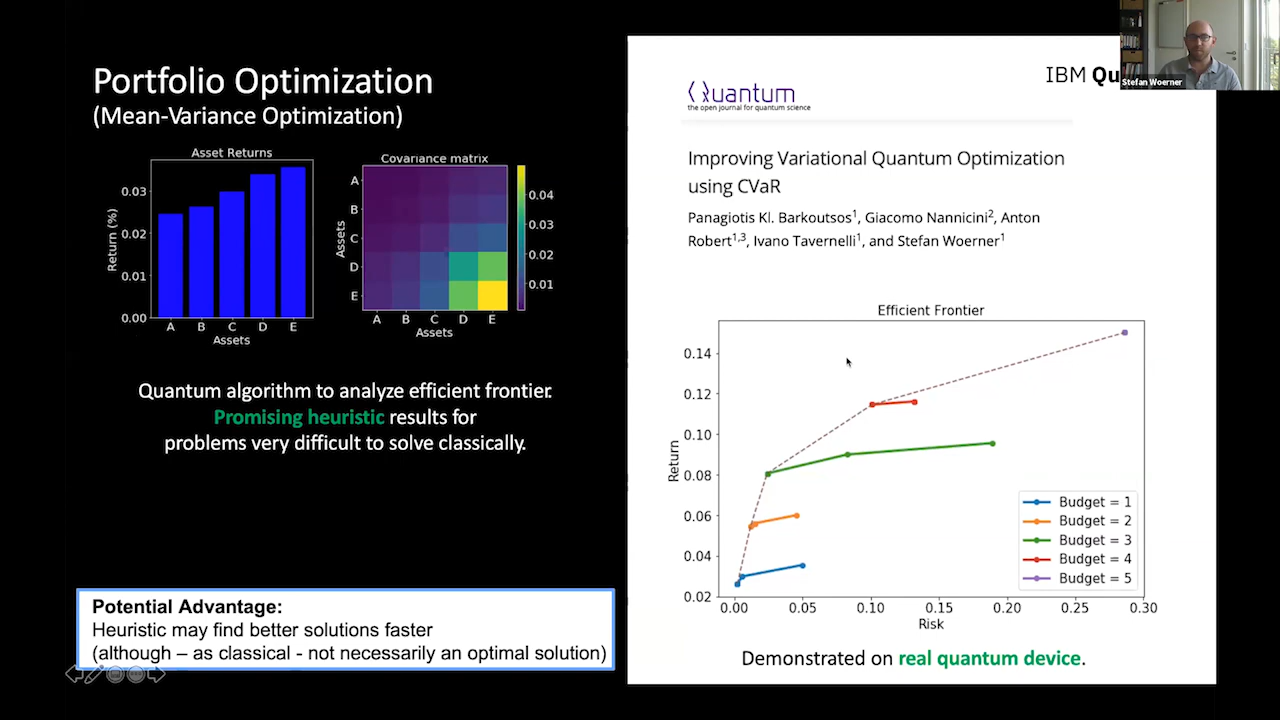 Portfolio Optimization
(Mean-Variance Optimization)
Asset Returns
Return (%)
0.03
0.02
0.01
0.00
A B C D E
Assets
Covariance matrix
Assets
A
B
C
D
E
A B C D E
Assets
0.04
0.03
0.02
0.01
Quantum algorithm to analyze efficient frontier.
Promising heuristic results for
problems very difficult to solve classically.
Potential Advantage:
Heuristic may find better solutions faster
(although – as classical - not necessarily an optimal solution)
IBM Qu
Stefan Woerner
Quantum
the open journal for quantum science
Improving Variational Quantum Optimization
using CVaR
Panagiotis Kl. Barkoutsos1, Giacomo Nannicini2, Anton
Robert1,3, Ivano Tavernelli1, and Stefan Woerner1
Efficient Frontier
Return
0.14
0.12
0.10
0.08
0.06
0.04
0.02
0.00 0.05 0.10 0.15 0.20 0.25 0.30
Risk
Budget = 1
Budget = 2
Budget = 3
Budget = 4
Budget = 5
Demonstrated on real quantum device.